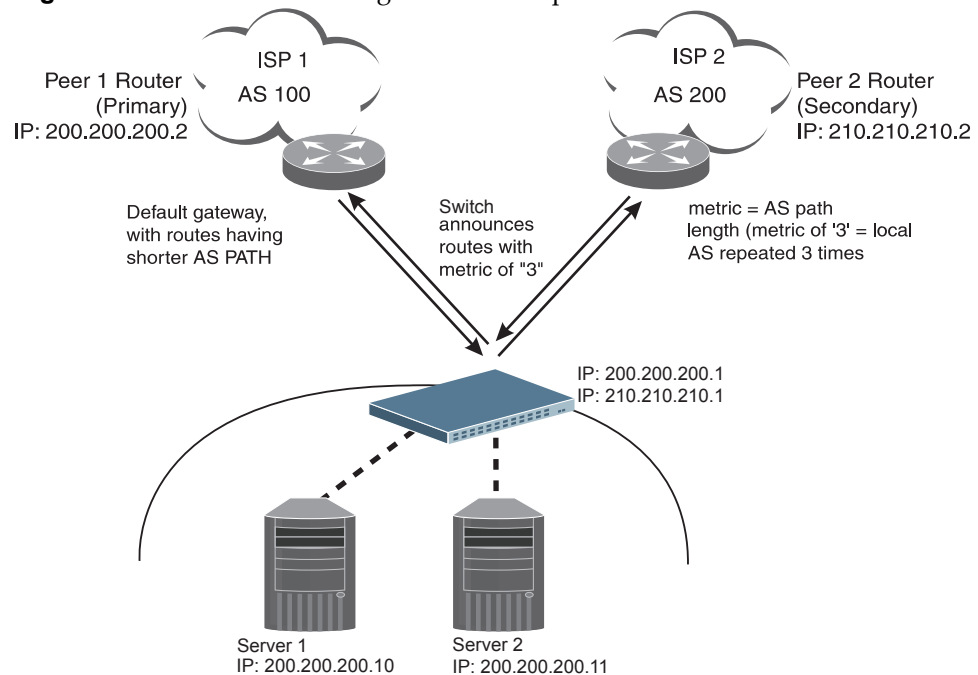 ISP 1
AS 100
Peer 1 Router
(Primary)
IP: 200.200.200.2
ISP 2
AS 200
Peer 2 Router
(Secondary)
IP: 210.210.210.2
Default gateway,
with routes having
shorter AS PATH
Switch
announces
routes with
metric of "3"
metric = AS path
length (metric of '3' = local
AS repeated 3 times
IP: 200.200.200.1
IP: 210.210.210.1
Server 1
IP: 200.200.200.10
Server 2
IP: 200.200.200.11